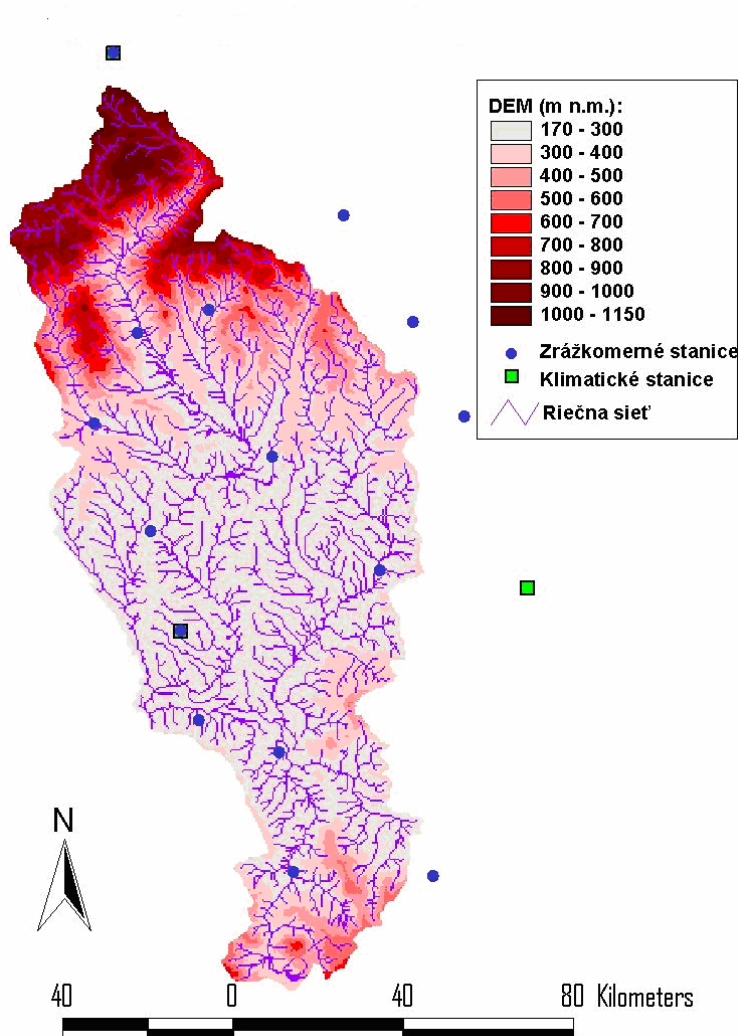 DEM (m n.m.):
170 - 300
300 - 400
400 - 500
500 - 600
600 - 700
700 - 800
800 - 900
900 - 1000
1000 - 1150
Zrážkomerné stanice
Klimatické stanice
Riečna sieť
N
40 0 40 80 Kilometers